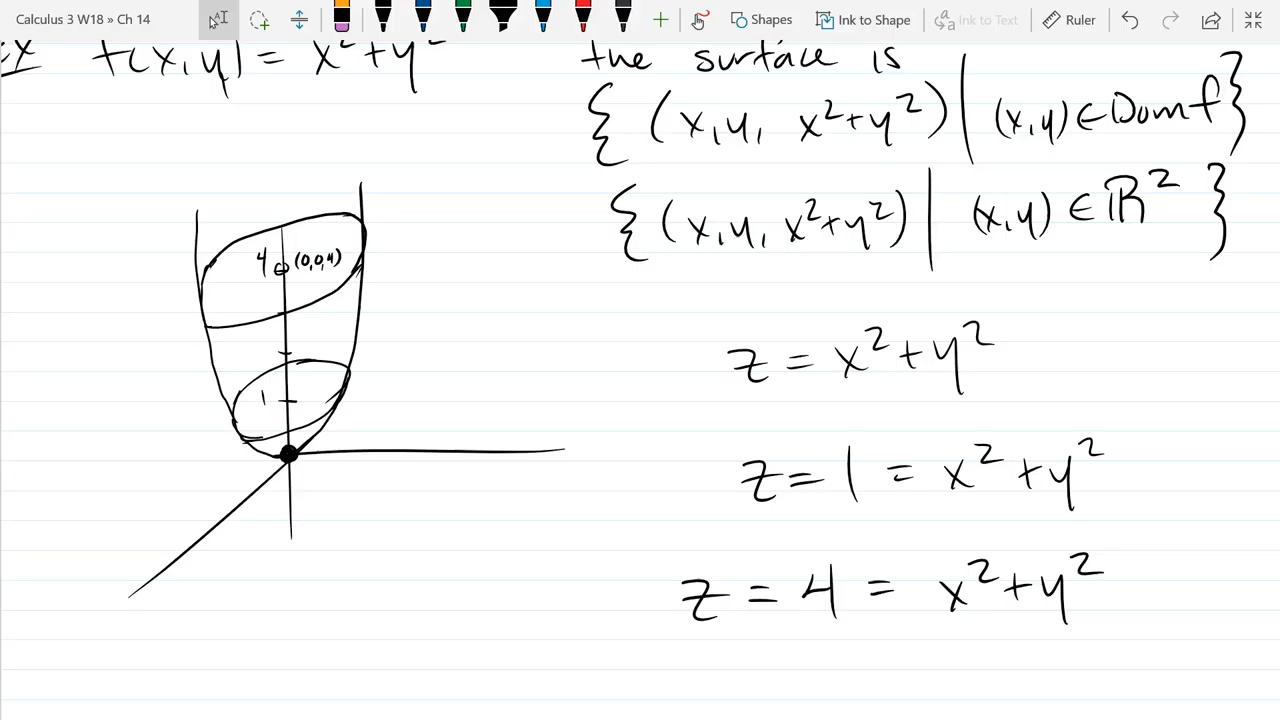 Calculus 3 W18 » Ch 14
Shapes
Ink to Shape
Ink to Text
Ruler
Ex f(x,y) = x²+y²
the surface is
{ (x,y, x²+y²) | (x,y) ∈ Dom f }
{ (x,y, x²+y²) | (x,y) ∈ ℝ² }
4 (0,0,4)
1
z = x²+y²
z = 1 = x²+y²
z = 4 = x²+y²